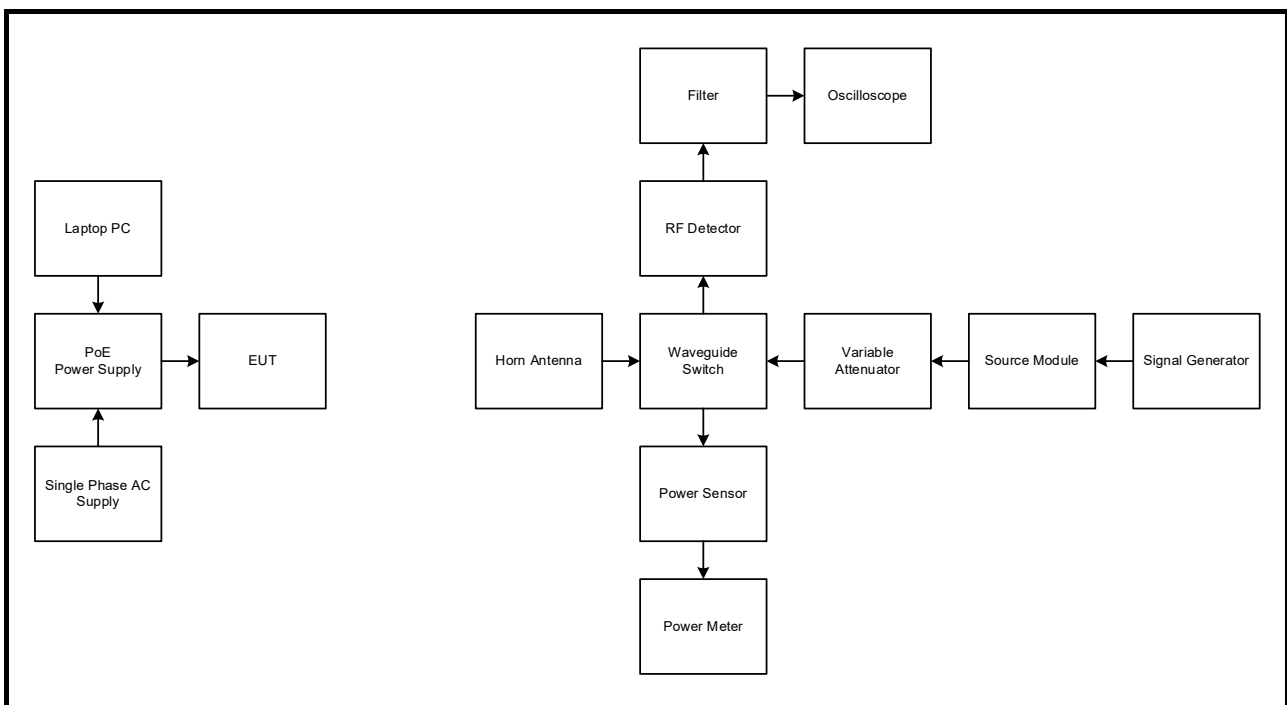 Filter
Oscilloscope
Laptop PC
RF Detector
PoE
Power Supply
EUT
Horn Antenna
Waveguide
Switch
Variable
Attenuator
Source Module
Signal Generator
Single Phase AC
Supply
Power Sensor
Power Meter